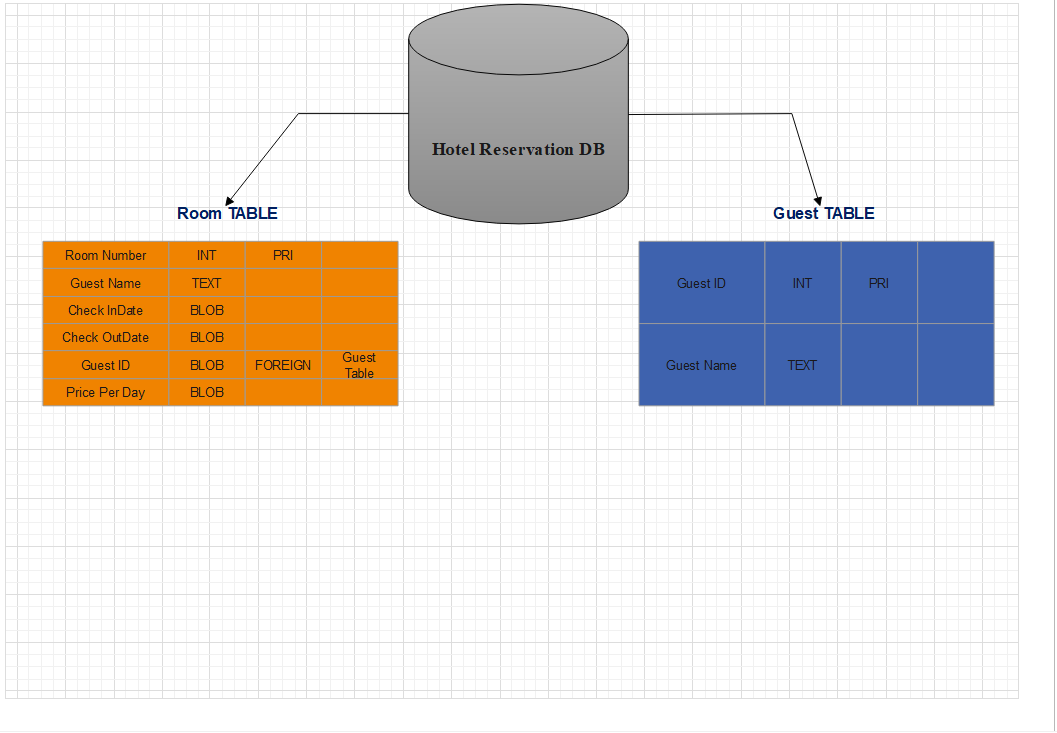 Hotel Reservation DB
Room TABLE
Room Number INT PRI
Guest Name TEXT
Check InDate BLOB
Check OutDate BLOB
Guest ID BLOB FOREIGN Guest
Table
Price Per Day BLOB
Guest TABLE
Guest ID INT PRI
Guest Name TEXT